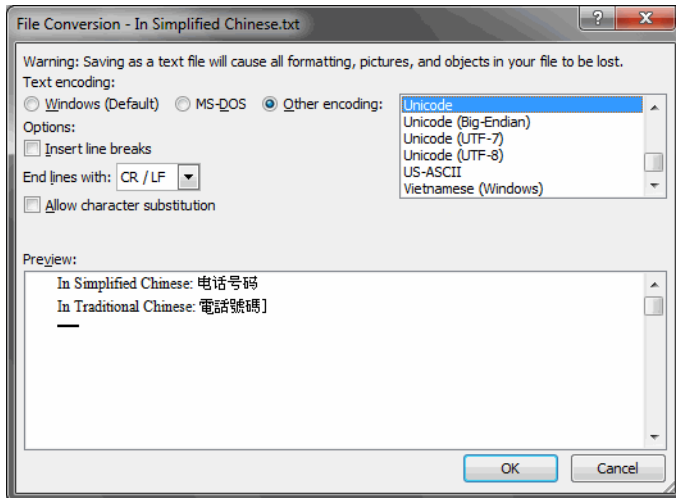 File Conversion - In Simplified Chinese.txt
Warning: Saving as a text file will cause all formatting, pictures, and objects in your file to be lost.
Text encoding:
Windows (Default) MS-DOS Other encoding:
Unicode
Unicode (Big-Endian)
Unicode (UTF-7)
Unicode (UTF-8)
US-ASCII
Vietnamese (Windows)
Options:
Insert line breaks
End lines with: CR / LF
Allow character substitution
Preview:
In Simplified Chinese: 电话号码
In Traditional Chinese: 電話號碼]
OK Cancel